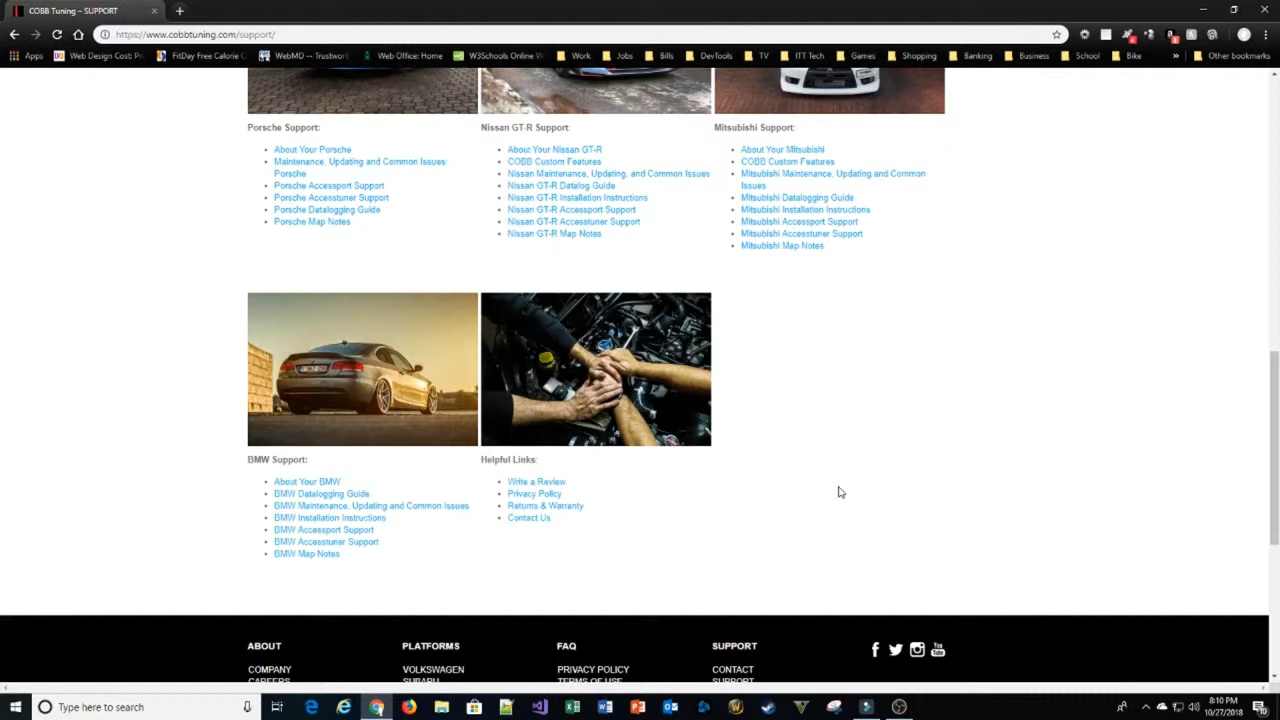 COBB Tuning – SUPPORT
https://www.cobbtuning.com/support/
Apps
Web Design Cost: Pr
FitDay Free Calorie C
WebMD -- Trustwort
Web Office: Home
W3Schools Online W
Work
Jobs
Bills
DevTools
TV
ITT Tech
Games
Shopping
Banking
Business
School
Bike
»
Other bookmarks
Porsche Support:
About Your Porsche
Maintenance, Updating and Common Issues:
Porsche
Porsche Accessport Support
Porsche Accesstuner Support
Porsche Datalogging Guide
Porsche Map Notes
Nissan GT-R Support:
About Your Nissan GT-R
COBB Custom Features
Nissan Maintenance, Updating, and Common Issues
Nissan GT-R Datalog Guide
Nissan GT-R Installation Instructions
Nissan GT-R Accessport Support
Nissan GT-R Accesstuner Support
Nissan GT-R Map Notes
Mitsubishi Support:
About Your Mitsubishi
COBB Custom Features
Mitsubishi Maintenance, Updating and Common
Issues
Mitsubishi Datalogging Guide
Mitsubishi Installation Instructions
Mitsubishi Accessport Support
Mitsubishi Accesstuner Support
Mitsubishi Map Notes
BMW Support:
About Your BMW
BMW Datalogging Guide
BMW Maintenance, Updating and Common Issues
BMW Installation Instructions
BMW Accessport Support
BMW Accesstuner Support
BMW Map Notes
Helpful Links:
Write a Review
Privacy Policy
Returns & Warranty
Contact Us
ABOUT
COMPANY
CAREERS
PLATFORMS
VOLKSWAGEN
SUBARU
FAQ
PRIVACY POLICY
TERMS OF USE
SUPPORT
CONTACT
SUPPORT
You Tube
Type here to search
8:10 PM
10/27/2018